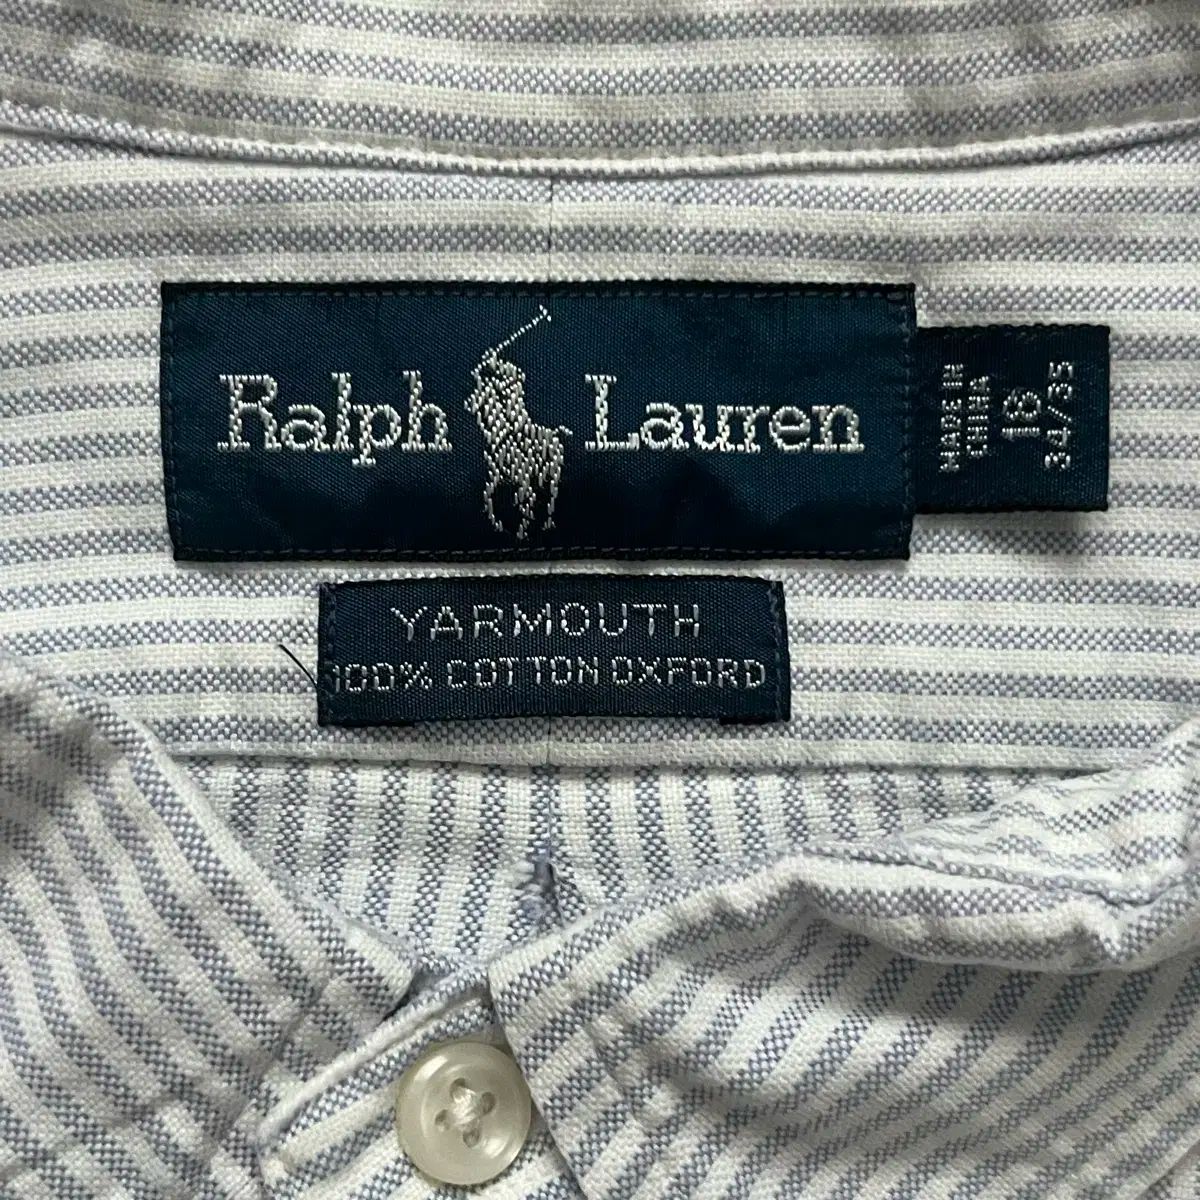 Ralph Lauren
MADE IN
CHINA
16
34/35
YARMOUTH
100% COTTON OXFORD